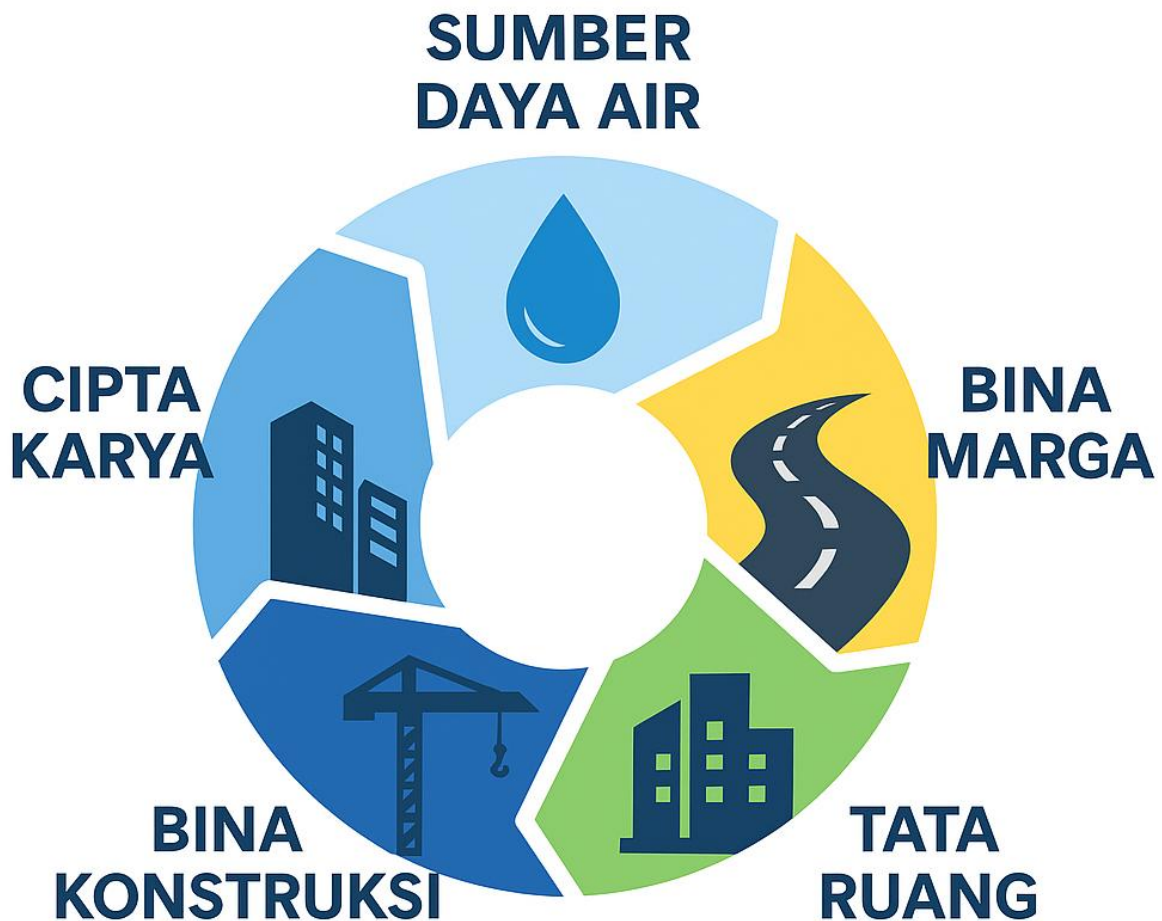 SUMBER
DAYA AIR
CIPTA
KARYA
BINA
MARGA
BINA
KONSTRUKSI
TATA
RUANG